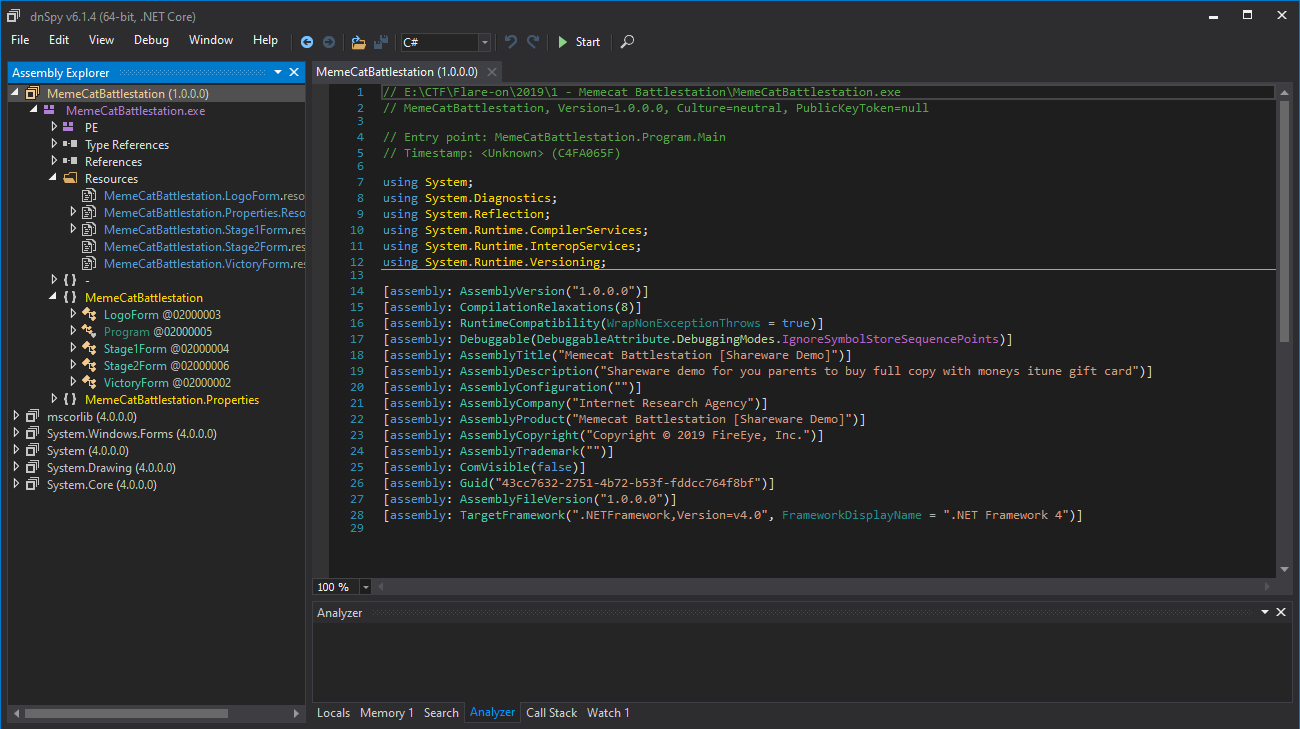 dnSpy v6.1.4 (64-bit, .NET Core)
File Edit View Debug Window Help C# Start
Assembly Explorer
MemeCatBattlestation (1.0.0.0)
MemeCatBattlestation.exe
PE
Type References
References
Resources
MemeCatBattlestation.LogoForm.reso
MemeCatBattlestation.Properties.Reso
MemeCatBattlestation.Stage1Form.res
MemeCatBattlestation.Stage2Form.res
MemeCatBattlestation.VictoryForm.res
{ } -
{ } MemeCatBattlestation
LogoForm @02000003
Program @02000005
Stage1Form @02000004
Stage2Form @02000006
VictoryForm @02000002
{ } MemeCatBattlestation.Properties
mscorlib (4.0.0.0)
System.Windows.Forms (4.0.0.0)
System (4.0.0.0)
System.Drawing (4.0.0.0)
System.Core (4.0.0.0)
MemeCatBattlestation (1.0.0.0)
1 // E:\CTF\Flare-on\2019\1 - Memecat Battlestation\MemeCatBattlestation.exe
2 // MemeCatBattlestation, Version=1.0.0.0, Culture=neutral, PublicKeyToken=null
3
4 // Entry point: MemeCatBattlestation.Program.Main
5 // Timestamp: <Unknown> (C4FA065F)
6
7 using System;
8 using System.Diagnostics;
9 using System.Reflection;
10 using System.Runtime.CompilerServices;
11 using System.Runtime.InteropServices;
12 using System.Runtime.Versioning;
13
14 [assembly: AssemblyVersion("1.0.0.0")]
15 [assembly: CompilationRelaxations(8)]
16 [assembly: RuntimeCompatibility(WrapNonExceptionThrows = true)]
17 [assembly: Debuggable(DebuggableAttribute.DebuggingModes.IgnoreSymbolStoreSequencePoints)]
18 [assembly: AssemblyTitle("Memecat Battlestation [Shareware Demo]")]
19 [assembly: AssemblyDescription("Shareware demo for you parents to buy full copy with moneys itune gift card")]
20 [assembly: AssemblyConfiguration("")]
21 [assembly: AssemblyCompany("Internet Research Agency")]
22 [assembly: AssemblyProduct("Memecat Battlestation [Shareware Demo]")]
23 [assembly: AssemblyCopyright("Copyright © 2019 FireEye, Inc.")]
24 [assembly: AssemblyTrademark("")]
25 [assembly: ComVisible(false)]
26 [assembly: Guid("43cc7632-2751-4b72-b53f-fddcc764f8bf")]
27 [assembly: AssemblyFileVersion("1.0.0.0")]
28 [assembly: TargetFramework(".NETFramework,Version=v4.0", FrameworkDisplayName = ".NET Framework 4")]
29
100 %
Analyzer
Locals Memory 1 Search Analyzer Call Stack Watch 1